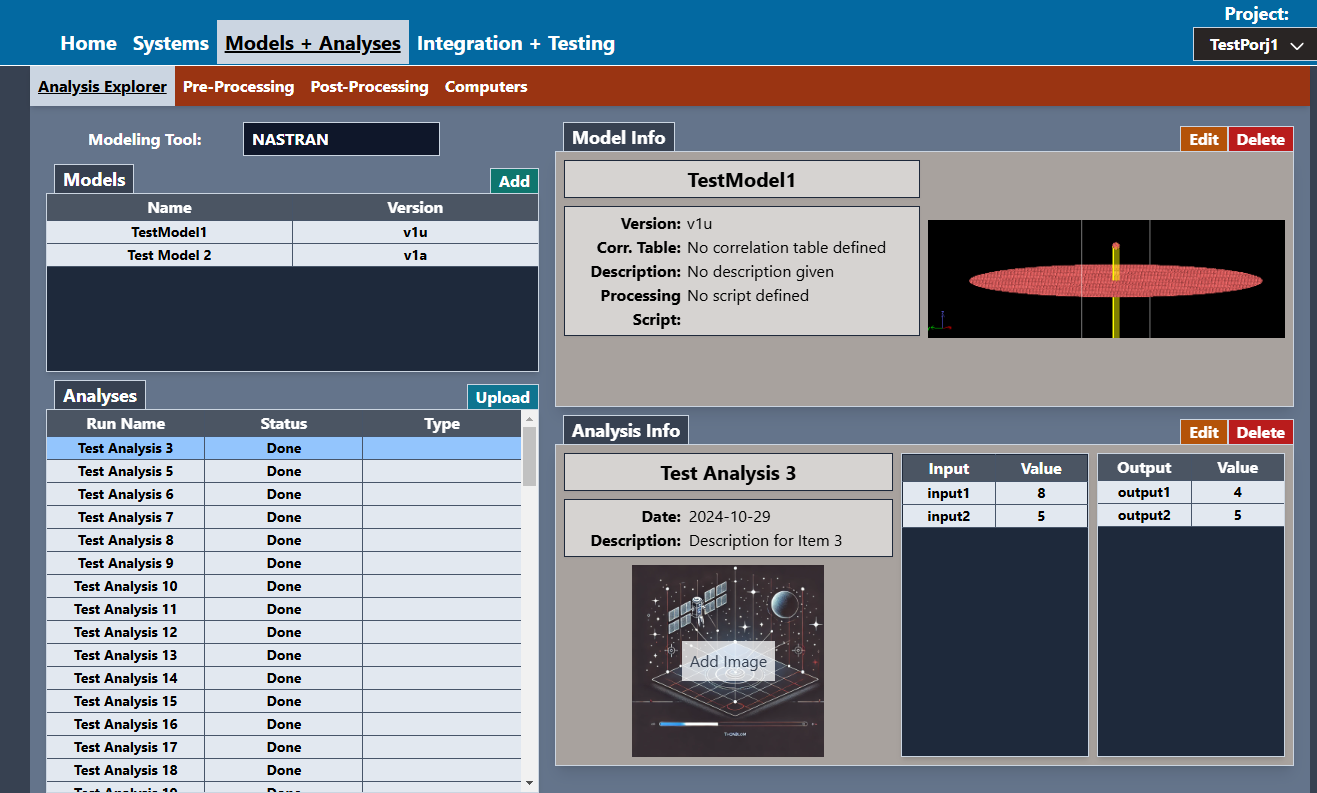 Project:
Home Systems Models + Analyses Integration + Testing
TestPorj1
Analysis Explorer Pre-Processing Post-Processing Computers
Modeling Tool: NASTRAN
Models
Add
Name Version
TestModel1 v1u
Test Model 2 v1a
Analyses
Upload
Run Name Status Type
Test Analysis 3 Done
Test Analysis 5 Done
Test Analysis 6 Done
Test Analysis 7 Done
Test Analysis 8 Done
Test Analysis 9 Done
Test Analysis 10 Done
Test Analysis 11 Done
Test Analysis 12 Done
Test Analysis 13 Done
Test Analysis 14 Done
Test Analysis 15 Done
Test Analysis 16 Done
Test Analysis 17 Done
Test Analysis 18 Done
Test Analysis 19 Done
Model Info
Edit Delete
TestModel1
Version: v1u
Corr. Table: No correlation table defined
Description: No description given
Processing No script defined
Script:
Analysis Info
Edit Delete
Test Analysis 3
Date: 2024-10-29
Description: Description for Item 3
Add Image
Input Value
input1 8
input2 5
Output Value
output1 4
output2 5